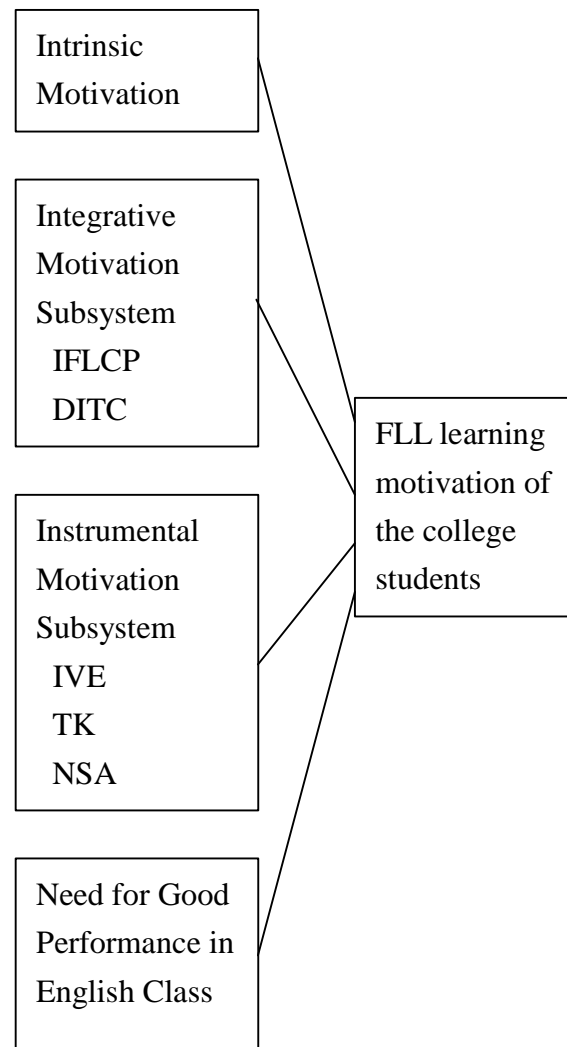 Intrinsic
Motivation
Integrative
Motivation
Subsystem
IFLCP
DITC
Instrumental
Motivation
Subsystem
IVE
TK
NSA
Need for Good
Performance in
English Class
FLL learning
motivation of
the college
students